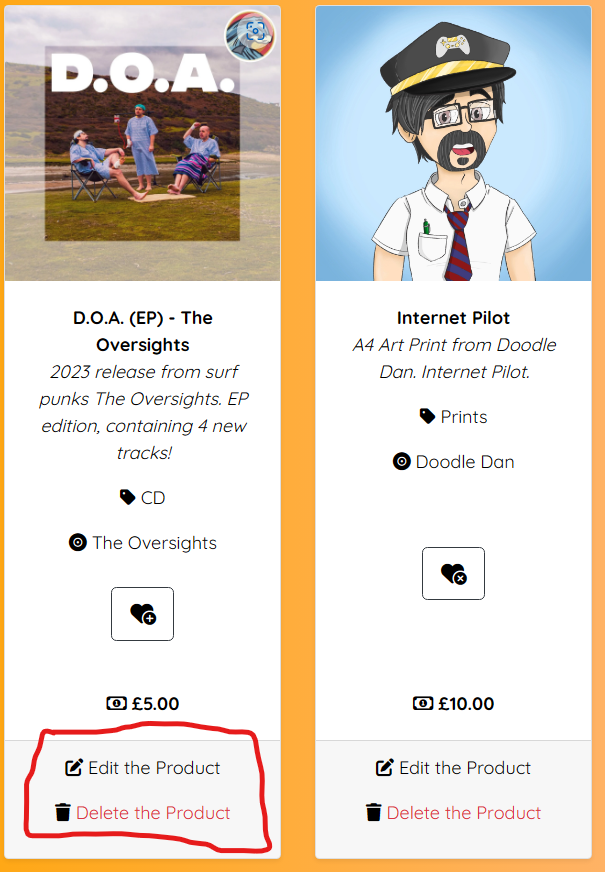 D.O.A.
D.O.A. (EP) - The
Oversights
2023 release from surf
punks The Oversights. EP
edition, containing 4 new
tracks!
CD
The Oversights
£5.00
Edit the Product
Delete the Product
Internet Pilot
A4 Art Print from Doodle
Dan. Internet Pilot.
Prints
Doodle Dan
£10.00
Edit the Product
Delete the Product